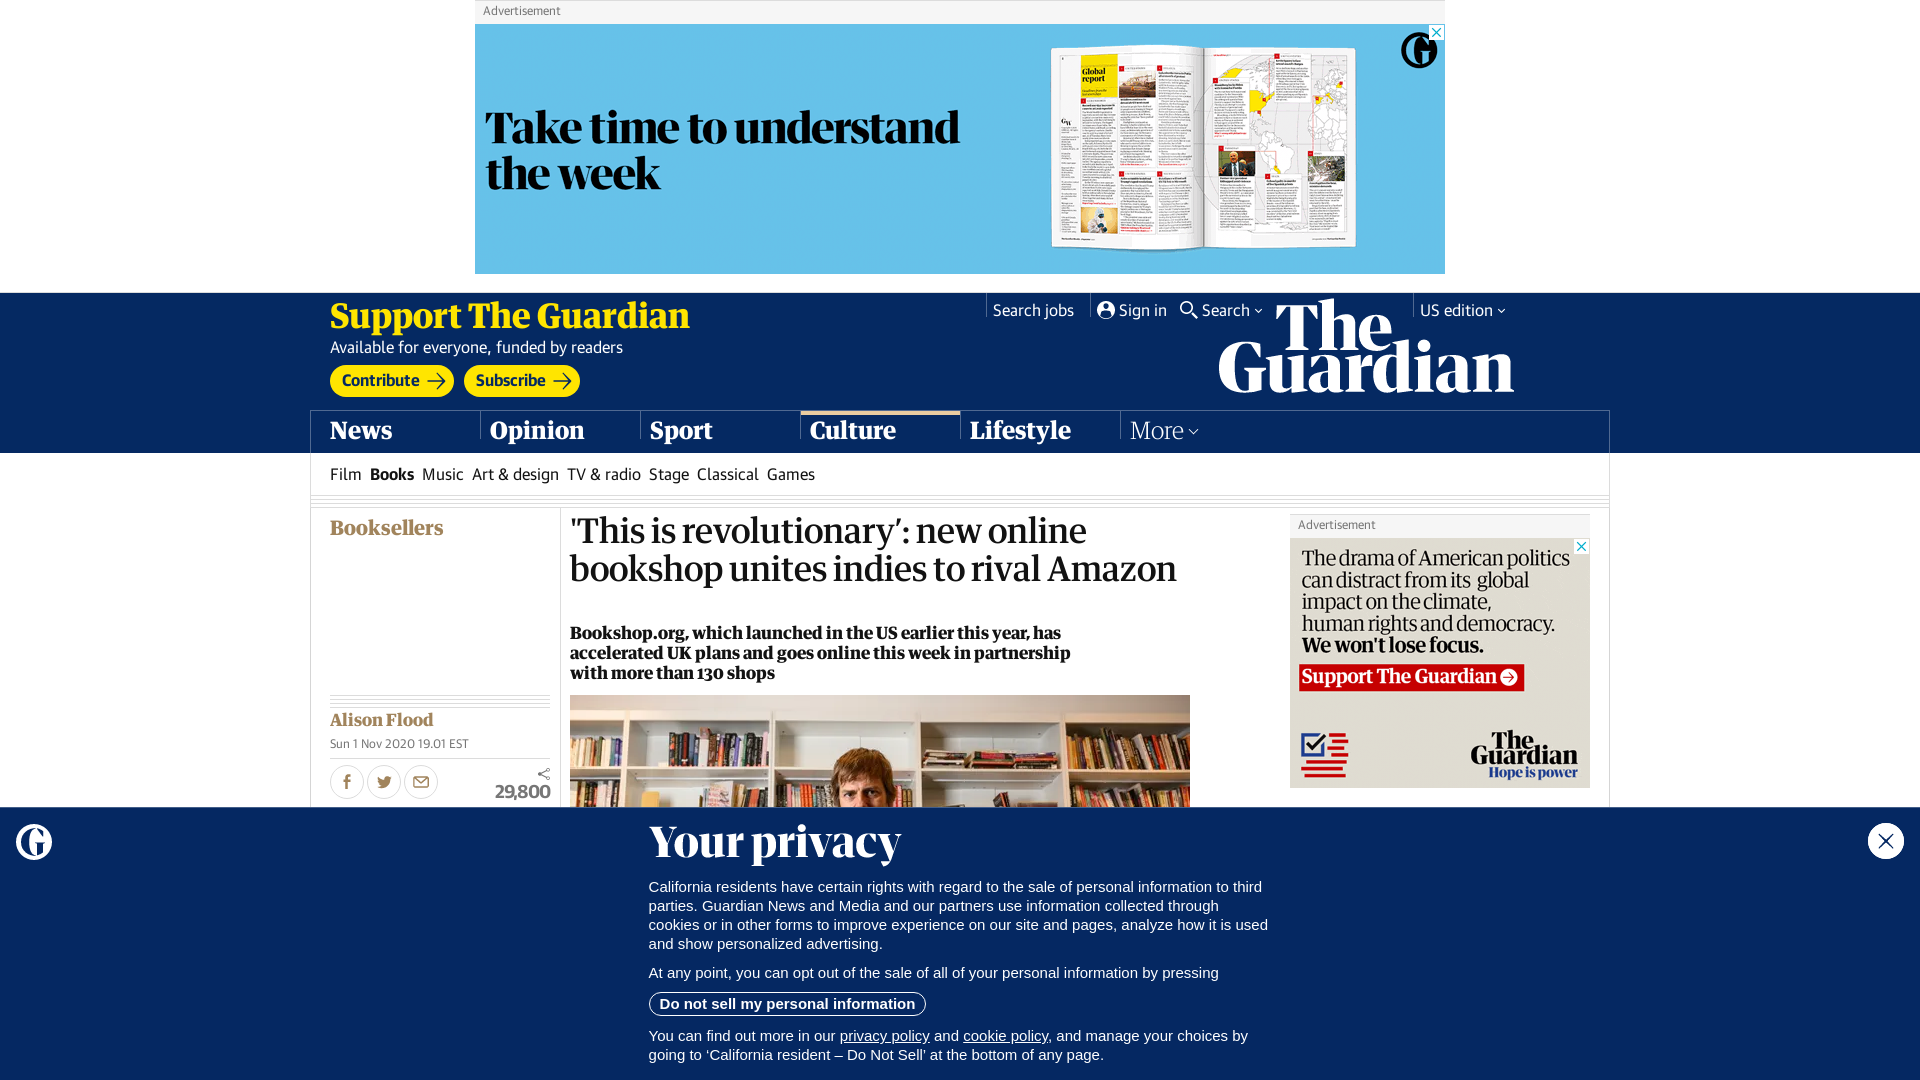 Advertisement
Take time to understand
the week
Global
report
Support The Guardian
Available for everyone, funded by readers
Contribute
Subscribe
Search jobs
Sign in
Search
US edition
The
Guardian
News
Opinion
Sport
Culture
Lifestyle
More
Film
Books
Music
Art & design
TV & radio
Stage
Classical
Games
Booksellers
'This is revolutionary’: new online
bookshop unites indies to rival Amazon
Bookshop.org, which launched in the US earlier this year, has
accelerated UK plans and goes online this week in partnership
with more than 130 shops
Alison Flood
Sun 1 Nov 2020 19.01 EST
29,800
Advertisement
The drama of American politics
can distract from its global
impact on the climate,
human rights and democracy.
We won't lose focus.
Support The Guardian
The
Guardian
Hope is power
Your privacy
California residents have certain rights with regard to the sale of personal information to third
parties. Guardian News and Media and our partners use information collected through
cookies or in other forms to improve experience on our site and pages, analyze how it is used
and show personalized advertising.
At any point, you can opt out of the sale of all of your personal information by pressing
Do not sell my personal information
You can find out more in our privacy policy and cookie policy, and manage your choices by
going to ‘California resident – Do Not Sell’ at the bottom of any page.